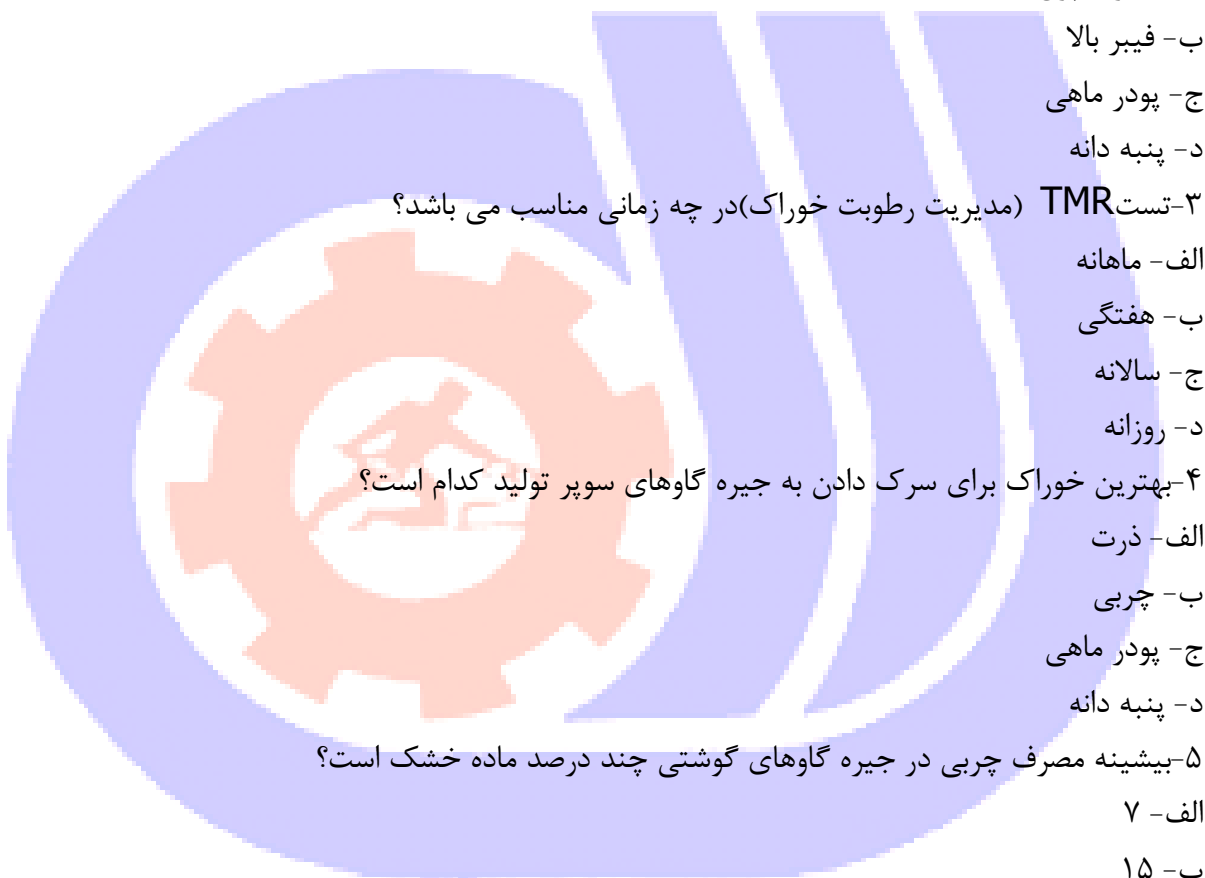 ب- فیبر بالا
ج- پودر ماهی
د- پنبه دانه
۳-تستTMR (مدیریت رطوبت خوراک)در چه زمانی مناسب می باشد؟
الف- ماهانه
ب- هفتگی
ج- سالانه
د- روزانه
۴-بهترین خوراک برای سرک دادن به جیره گاوهای سوپر تولید کدام است؟
الف- ذرت
ب- چربی
ج- پودر ماهی
د- پنبه دانه
۵-بیشینه مصرف چربی در جیره گاوهای گوشتی چند درصد ماده خشک است؟
الف- ۷
ب- ۱۵